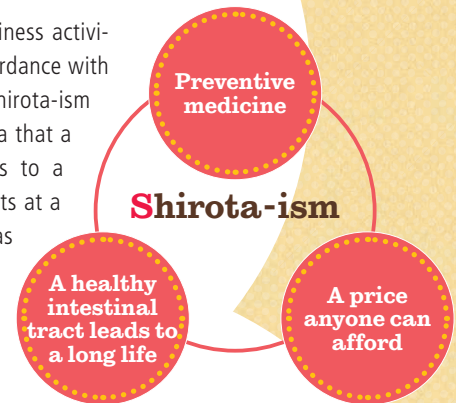 iness activi-
rdance with
hirota-ism
a that a
s to a
ts at a
as
Preventive
medicine
Shirota-ism
A healthy
intestinal
tract leads to
a long life
A price
anyone can
afford